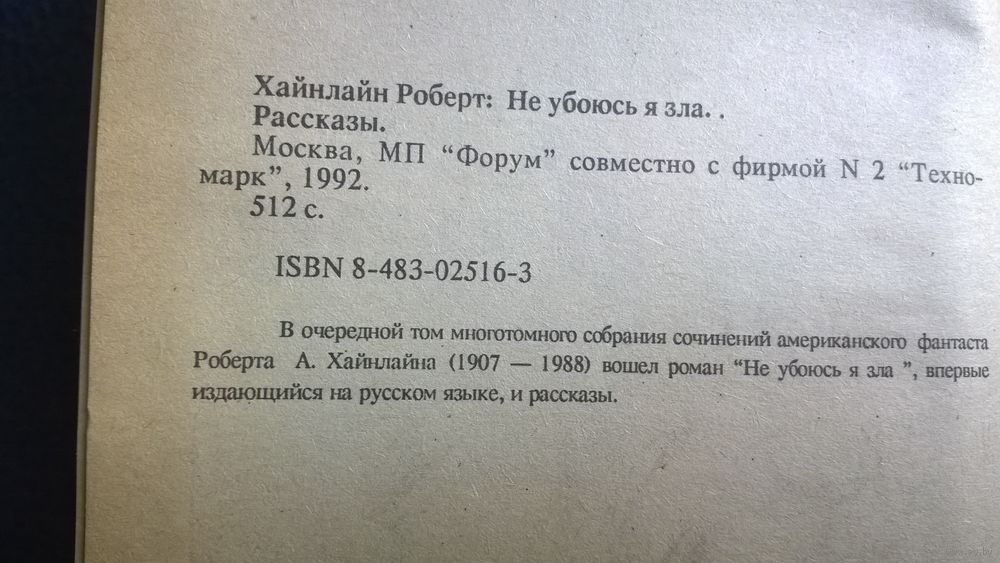 Хайнлайн Роберт: Не убоюсь я зла. .
Рассказы.
Москва, МП “Форум” совместно с фирмой N 2 “Техно-
марк”, 1992.
512 с.
ISBN 8-483-02516-3
В очередной том многотомного собрания сочинений американского фантаста
Роберта А. Хайнлайна (1907 — 1988) вошел роман “Не убоюсь я зла ”, впервые
издающийся на русском языке, и рассказы.